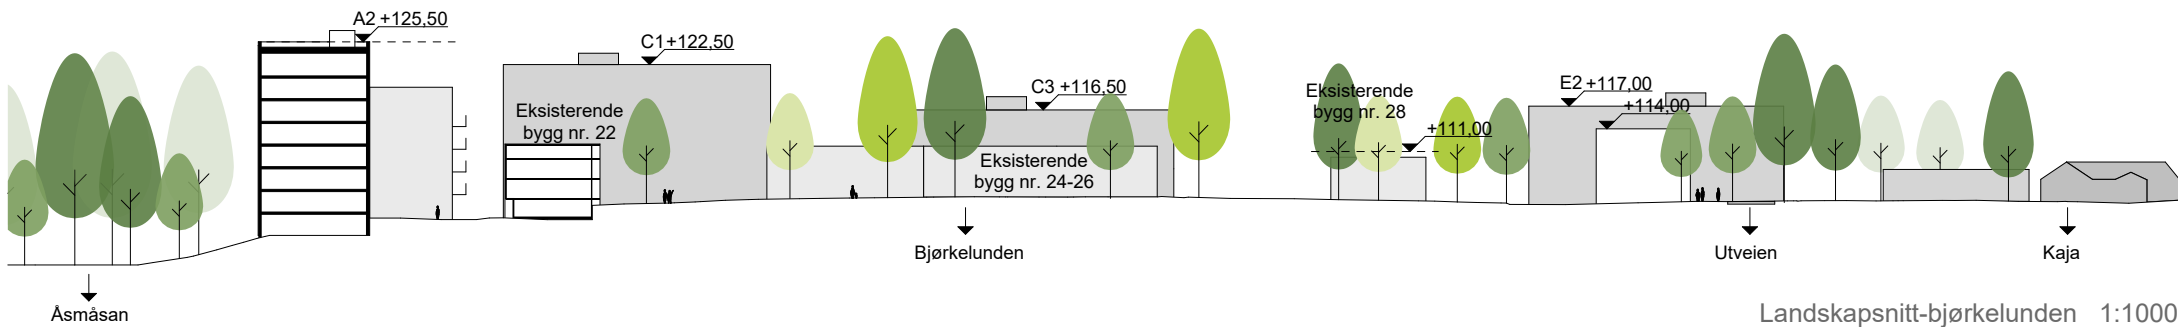 A2 +125,50
C1+122,50
Eksisterende
bygg nr. 22
C3 +116,50
Eksisterende
bygg nr. 24-26
Eksisterende
bygg nr. 28
+111,00
E2 +117,00
+114,00
Åsmåsan
Bjørkelunden
Utveien
Kaja
Landskapsnitt-bjørkelunden 1:1000